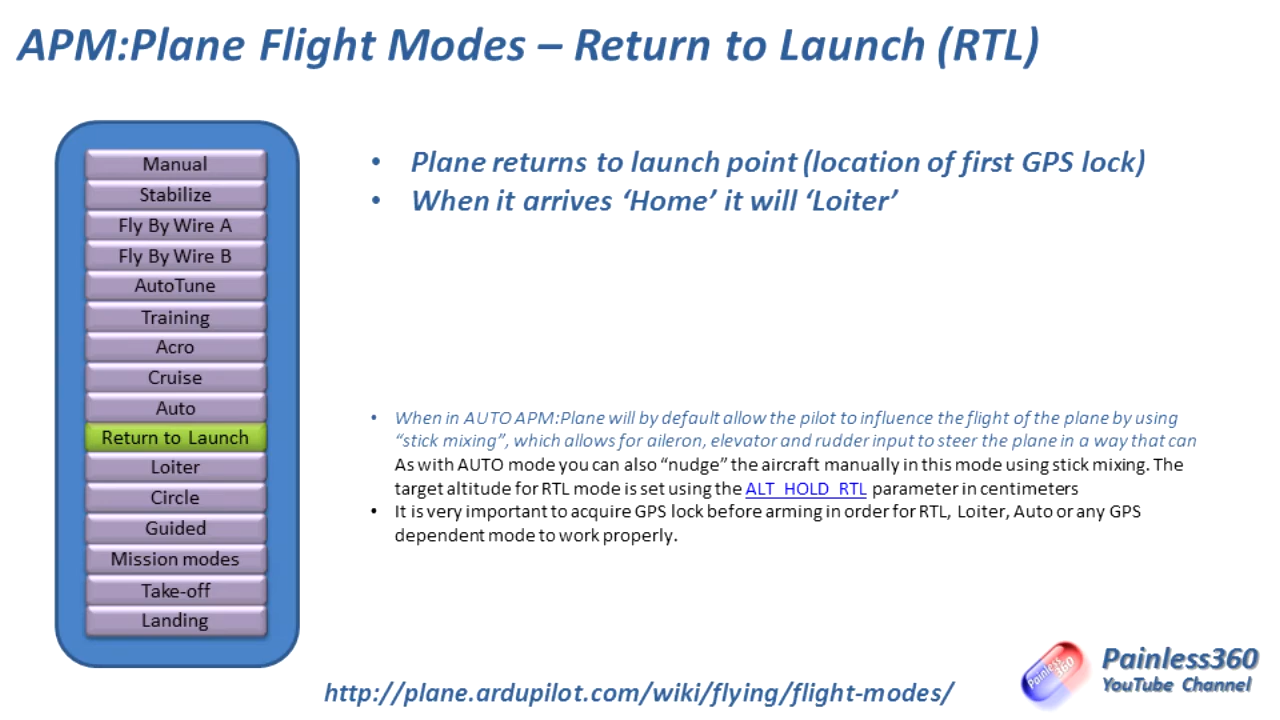 APM:Plane Flight Modes – Return to Launch (RTL)
Manual
Stabilize
Fly By Wire A
Fly By Wire B
AutoTune
Training
Acro
Cruise
Auto
Return to Launch
Loiter
Circle
Guided
Mission modes
Take-off
Landing
• Plane returns to launch point (location of first GPS lock)
• When it arrives ‘Home’ it will ‘Loiter’
• When in AUTO APM:Plane will by default allow the pilot to influence the flight of the plane by using
“stick mixing”, which allows for aileron, elevator and rudder input to steer the plane in a way that can
As with AUTO mode you can also “nudge” the aircraft manually in this mode using stick mixing. The
target altitude for RTL mode is set using the ALT_HOLD_RTL parameter in centimeters
• It is very important to acquire GPS lock before arming in order for RTL, Loiter, Auto or any GPS
dependent mode to work properly.
http://plane.ardupilot.com/wiki/flying/flight-modes/
Painless
360
Painless360
YouTube Channel